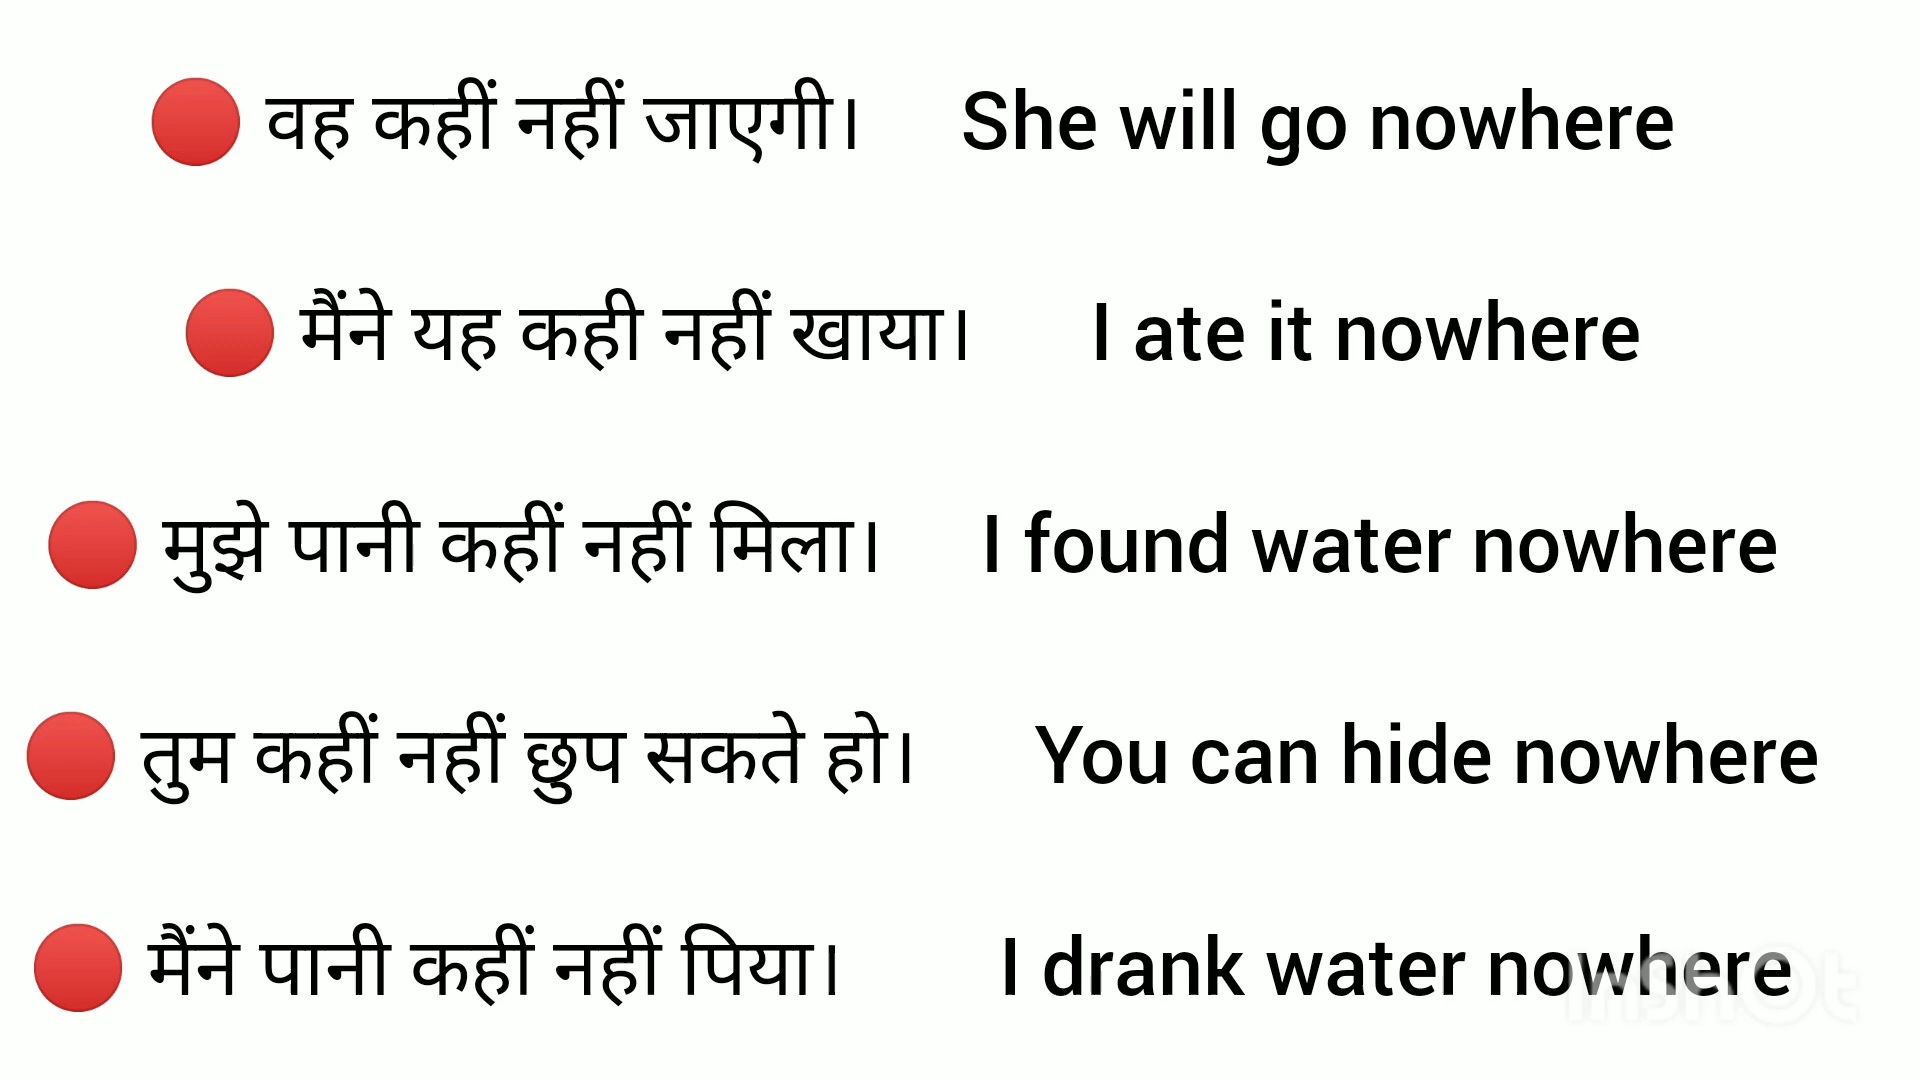 🔴 वह कहीं नहीं जाएगी। She will go nowhere
🔴 मैंने यह कही नहीं खाया। I ate it nowhere
🔴 मुझे पानी कहीं नहीं मिला। I found water nowhere
🔴 तुम कहीं नहीं छुप सकते हो। You can hide nowhere
🔴 मैंने पानी कहीं नहीं पिया। I drank water nowhere
InShOt